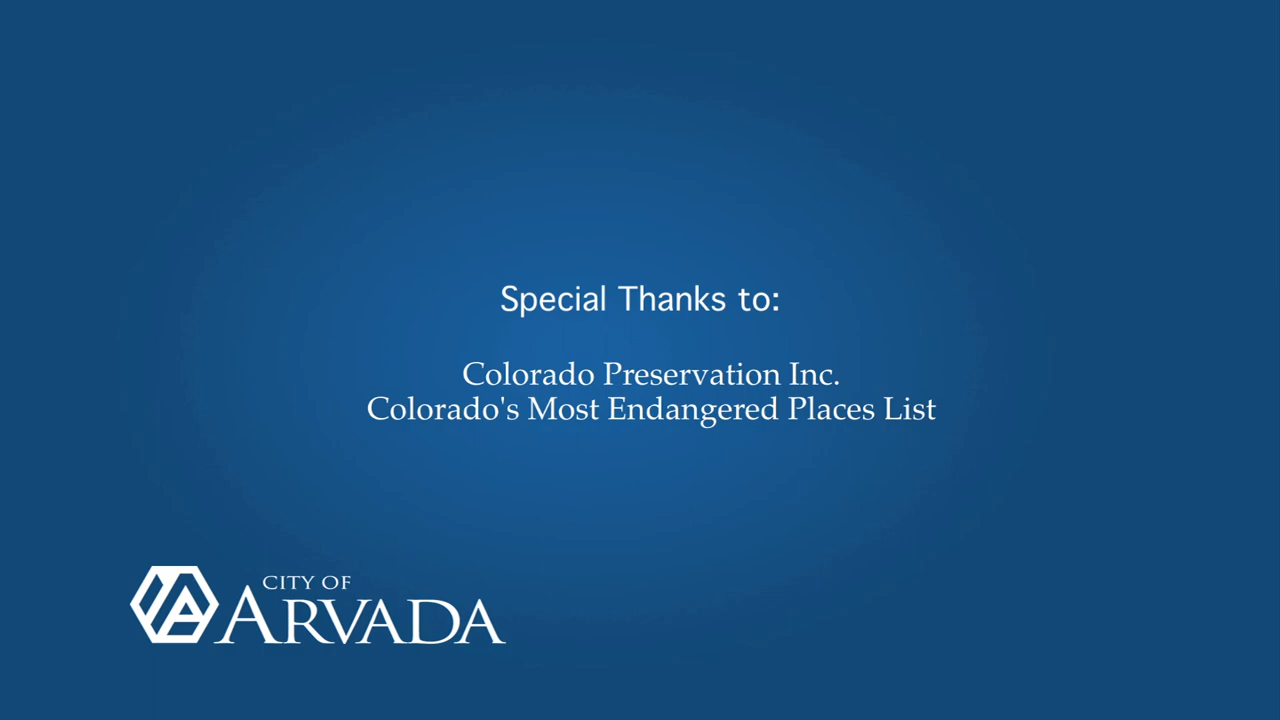 Special Thanks to:
Colorado Preservation Inc.
Colorado's Most Endangered Places List
CITY OF
ARVADA